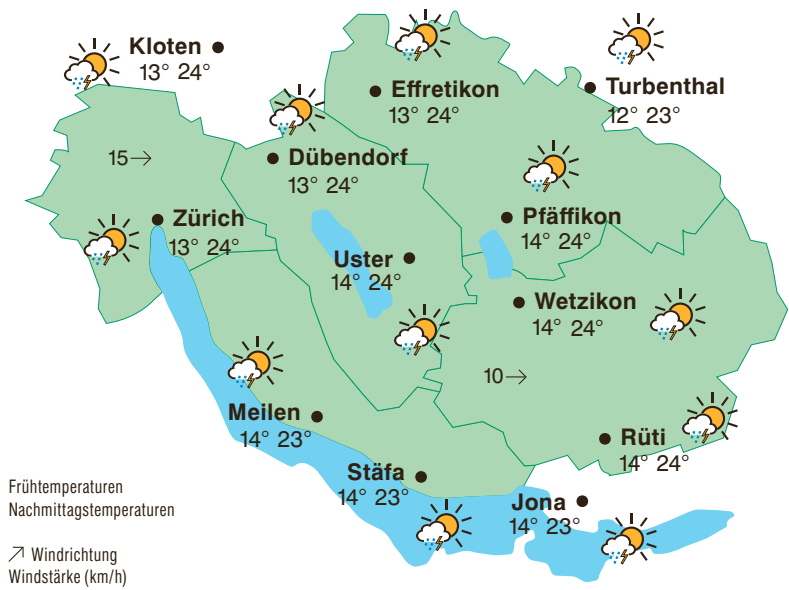 Kloten
13° 24°
Effretikon
13° 24°
Turbenthal
12° 23°
15→
Dübendorf
13° 24°
Zürich
13° 24°
Pfäffikon
14° 24°
Uster
14° 24°
Wetzikon
14° 24°
10→
Meilen
14° 23°
Rüti
14° 24°
Stäfa
14° 23°
Jona
14° 23°
Frühtemperaturen
Nachmittagstemperaturen
↗ Windrichtung
Windstärke (km/h)